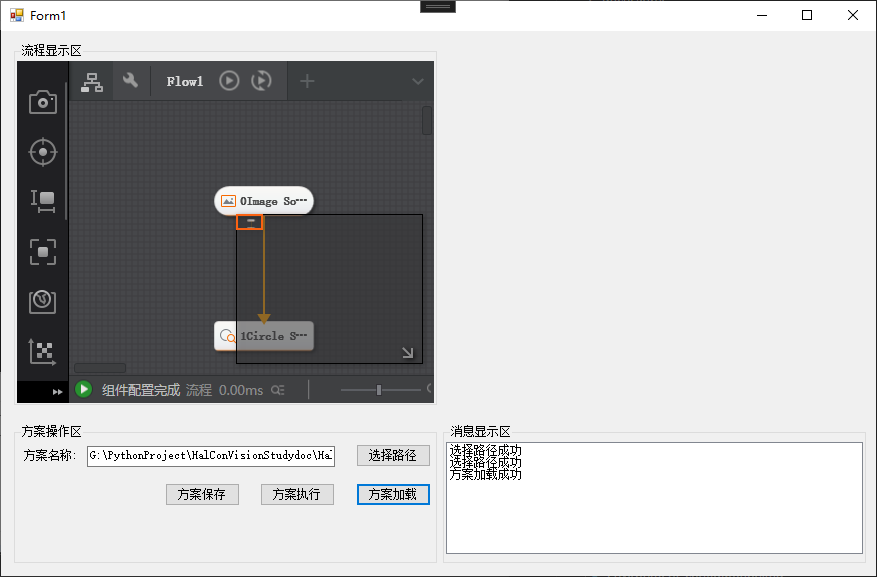 Form1
流程显示区
Flow1
0Image So···
1Circle S···
组件配置完成 流程 0.00ms
方案操作区
方案名称: G:\PythonProject\HalConVisionStudydoc\Hal 选择路径
方案保存 方案执行 方案加载
消息显示区
选择路径成功
选择路径成功
方案加载成功